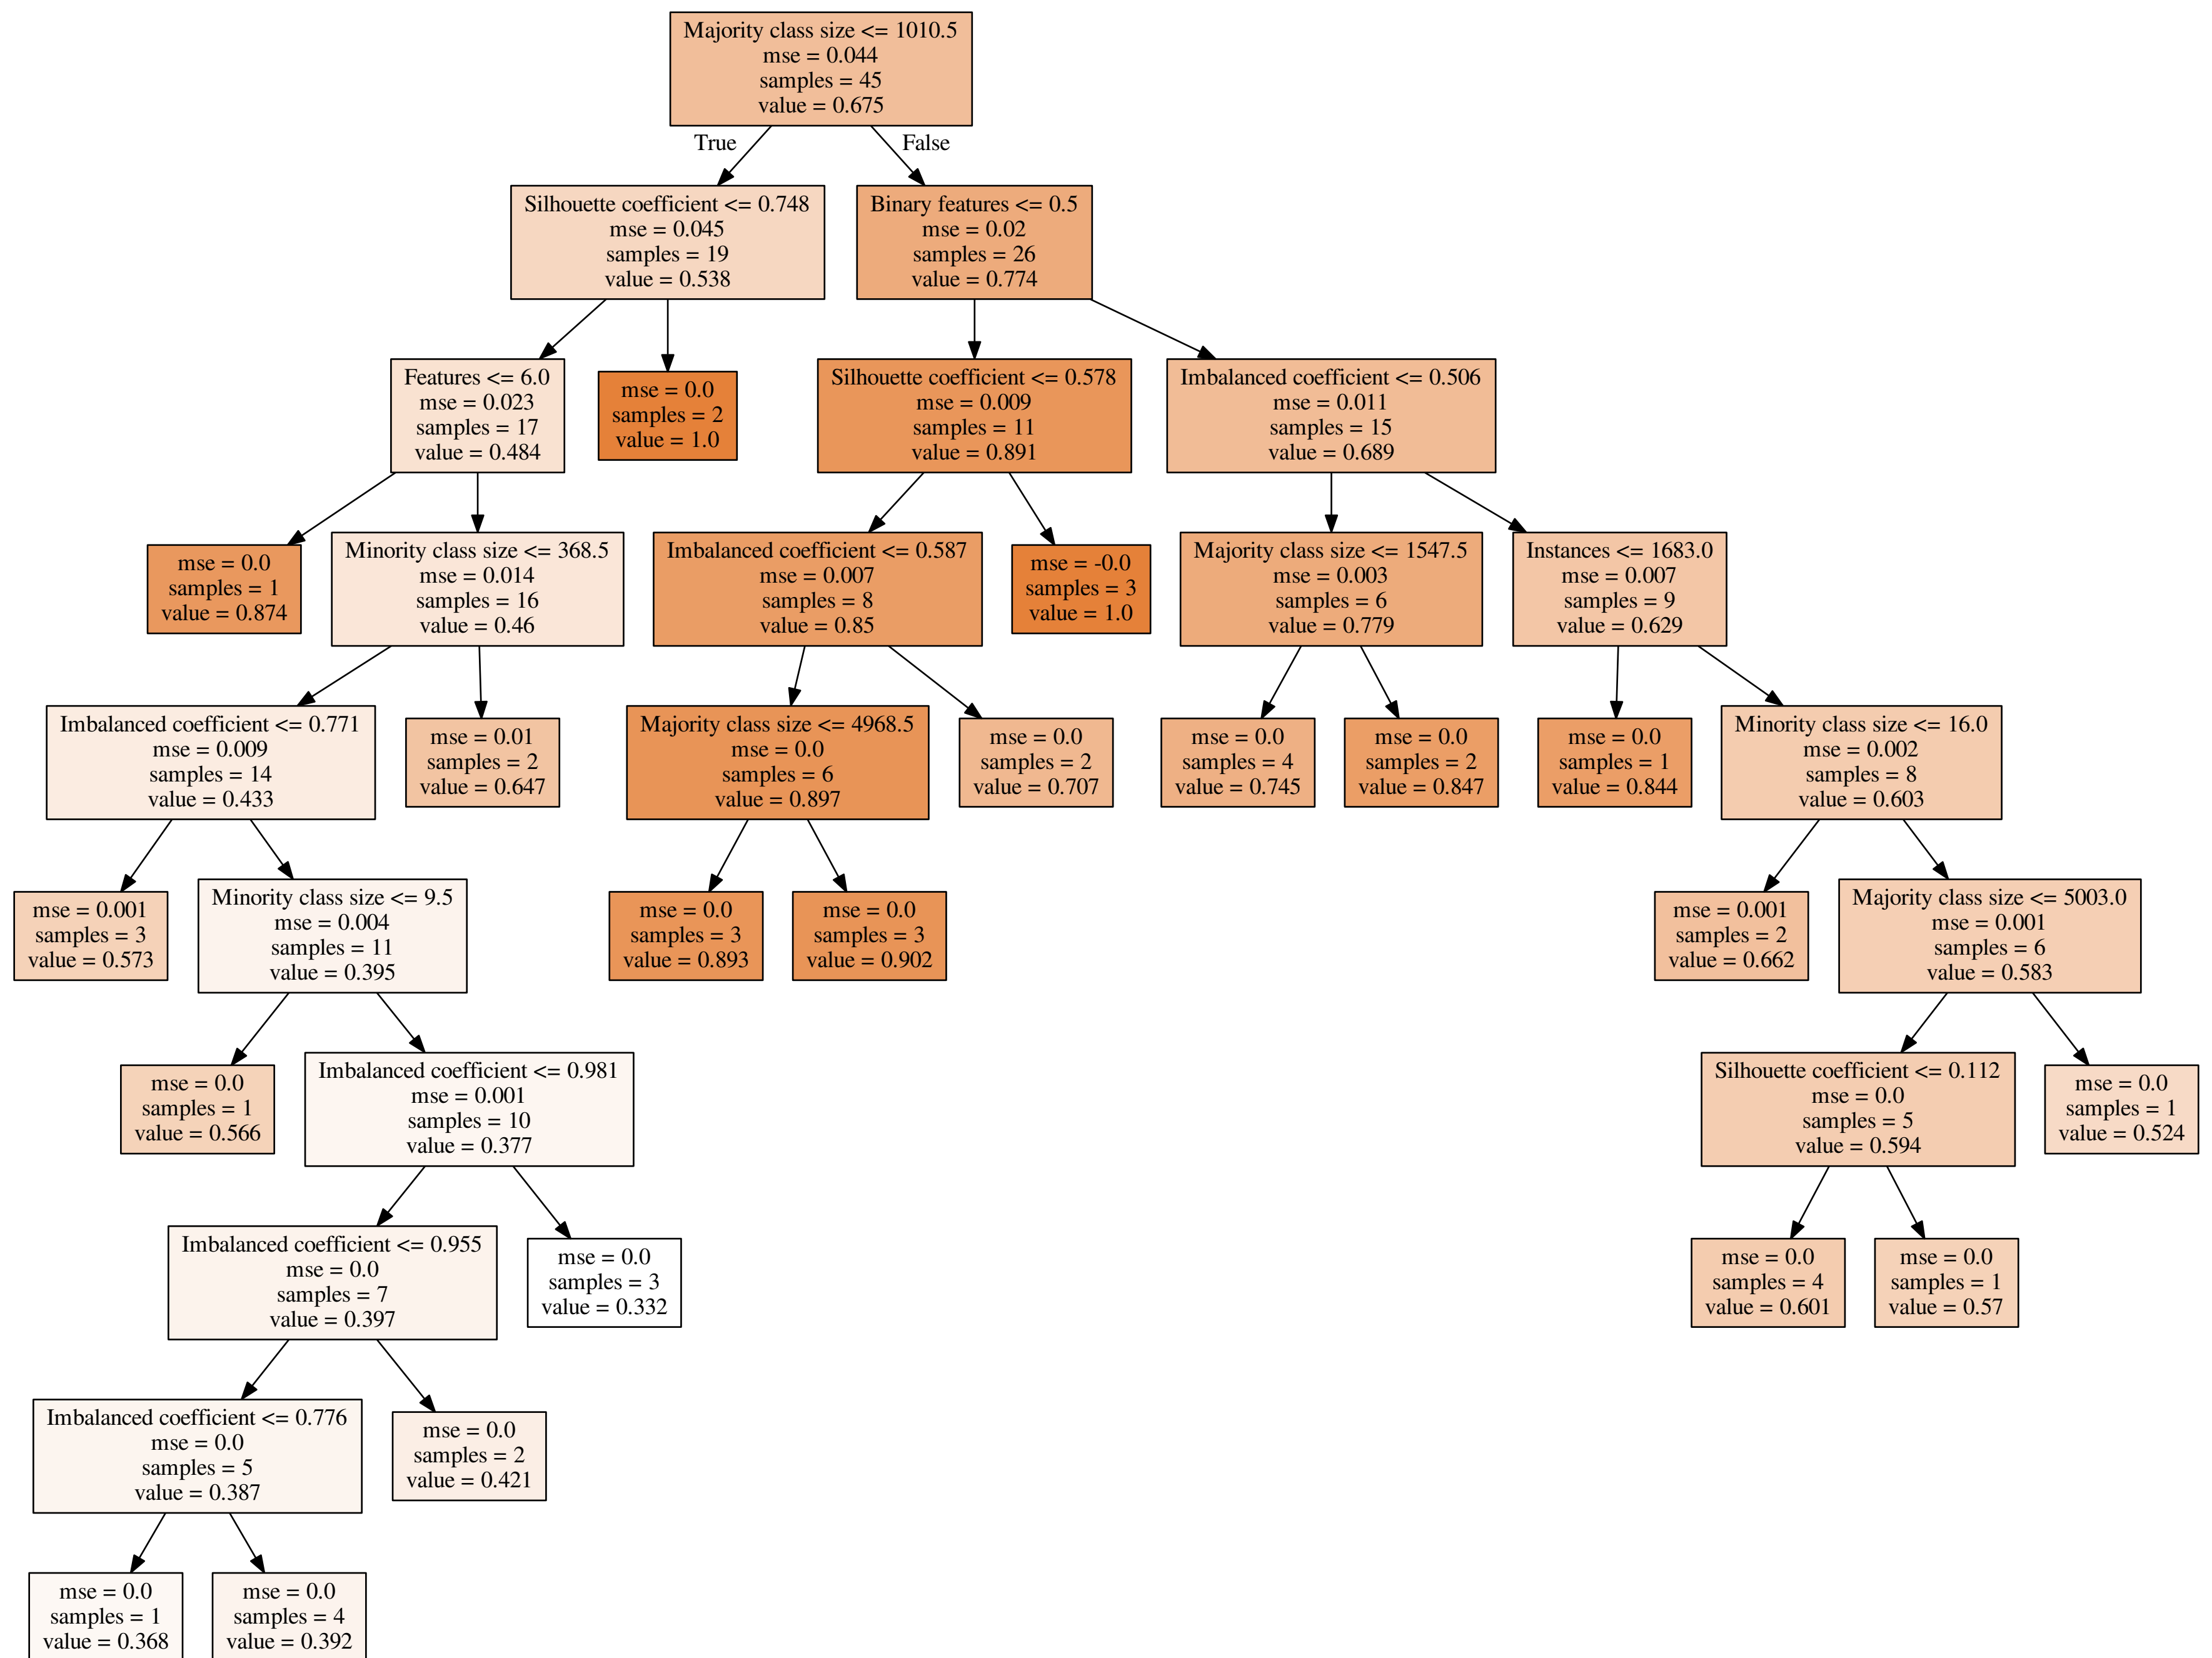 Majority class size <= 1010.5
mse = 0.044
samples = 45
value = 0.675
True
False
Silhouette coefficient <= 0.748
mse = 0.045
samples = 19
value = 0.538
Binary features <= 0.5
mse = 0.02
samples = 26
value = 0.774
Features <= 6.0
mse = 0.023
samples = 17
value = 0.484
mse = 0.0
samples = 2
value = 1.0
Silhouette coefficient <= 0.578
mse = 0.009
samples = 11
value = 0.891
Imbalanced coefficient <= 0.506
mse = 0.011
samples = 15
value = 0.689
mse = 0.0
samples = 1
value = 0.874
Minority class size <= 368.5
mse = 0.014
samples = 16
value = 0.46
Imbalanced coefficient <= 0.587
mse = 0.007
samples = 8
value = 0.85
mse = -0.0
samples = 3
value = 1.0
Majority class size <= 1547.5
mse = 0.003
samples = 6
value = 0.779
Instances <= 1683.0
mse = 0.007
samples = 9
value = 0.629
Imbalanced coefficient <= 0.771
mse = 0.009
samples = 14
value = 0.433
mse = 0.01
samples = 2
value = 0.647
Majority class size <= 4968.5
mse = 0.0
samples = 6
value = 0.897
mse = 0.0
samples = 2
value = 0.707
mse = 0.0
samples = 4
value = 0.745
mse = 0.0
samples = 2
value = 0.847
mse = 0.0
samples = 1
value = 0.844
Minority class size <= 16.0
mse = 0.002
samples = 8
value = 0.603
mse = 0.001
samples = 3
value = 0.573
Minority class size <= 9.5
mse = 0.004
samples = 11
value = 0.395
mse = 0.0
samples = 3
value = 0.893
mse = 0.0
samples = 3
value = 0.902
mse = 0.001
samples = 2
value = 0.662
Majority class size <= 5003.0
mse = 0.001
samples = 6
value = 0.583
mse = 0.0
samples = 1
value = 0.566
Imbalanced coefficient <= 0.981
mse = 0.001
samples = 10
value = 0.377
Silhouette coefficient <= 0.112
mse = 0.0
samples = 5
value = 0.594
mse = 0.0
samples = 1
value = 0.524
Imbalanced coefficient <= 0.955
mse = 0.0
samples = 7
value = 0.397
mse = 0.0
samples = 3
value = 0.332
mse = 0.0
samples = 4
value = 0.601
mse = 0.0
samples = 1
value = 0.57
Imbalanced coefficient <= 0.776
mse = 0.0
samples = 5
value = 0.387
mse = 0.0
samples = 2
value = 0.421
mse = 0.0
samples = 1
value = 0.368
mse = 0.0
samples = 4
value = 0.392